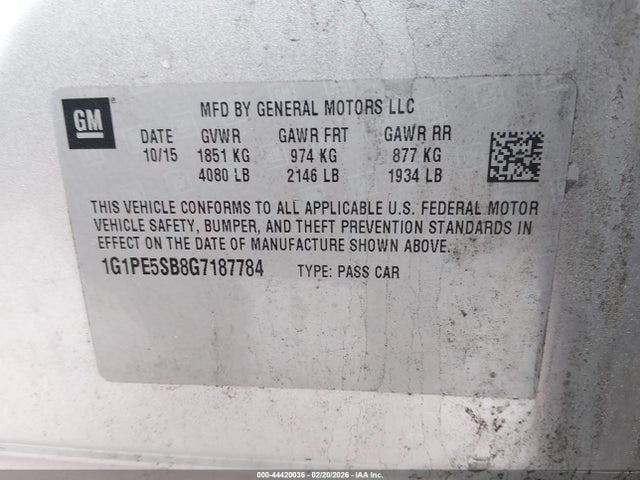 GM ®
MFD BY GENERAL MOTORS LLC
DATE GVWR GAWR FRT GAWR RR
10/15 1851 KG 974 KG 877 KG
4080 LB 2146 LB 1934 LB
THIS VEHICLE CONFORMS TO ALL APPLICABLE U.S. FEDERAL MOTOR
VEHICLE SAFETY, BUMPER, AND THEFT PREVENTION STANDARDS IN
EFFECT ON THE DATE OF MANUFACTURE SHOWN ABOVE.
1G1PE5SB8G7187784 TYPE: PASS CAR
000-44420036 - 02/20/2026 - IAA Inc.